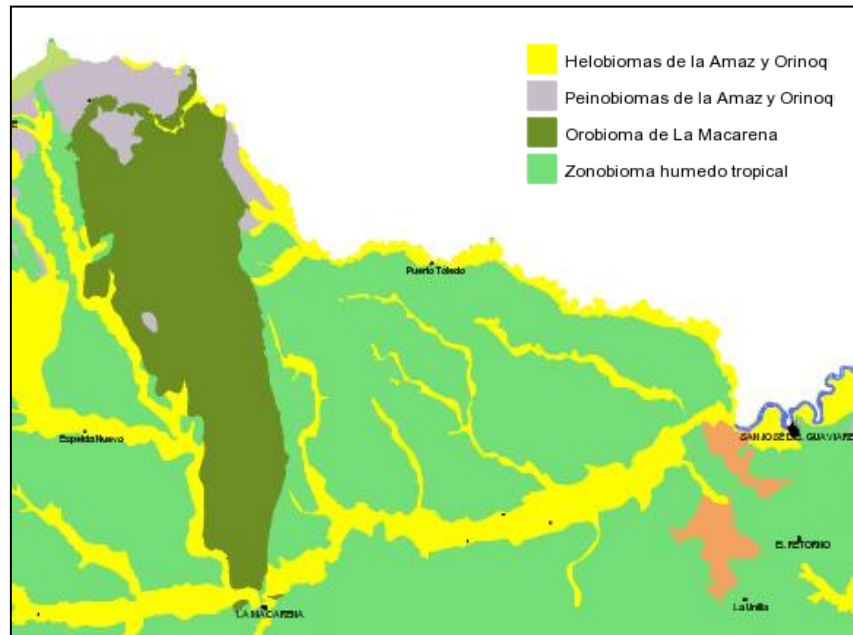 Helobiomas de la Amaz y Orinoq
Peinobiomas de la Amaz y Orinoq
Orobioma de La Macarena
Zonobioma humedo tropical
Puerto Toledo
SAN JOSE DEL GUAVIARE
Nuevo
EL RETORNO
LA MACARENA
La Unilla